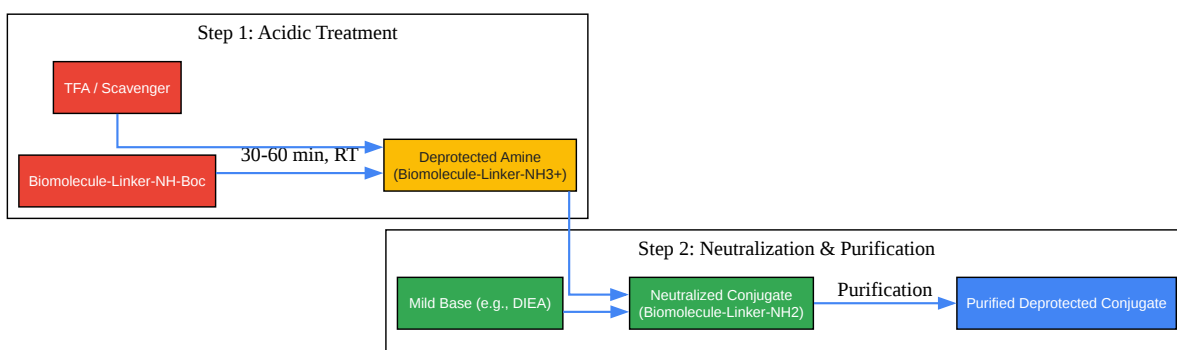 Step 1: Acidic Treatment
TFA / Scavenger
30-60 min, RT
Biomolecule-Linker-NH-Boc
Deprotected Amine
(Biomolecule-Linker-NH3+)
Step 2: Neutralization & Purification
Mild Base (e.g., DIEA)
Neutralized Conjugate
(Biomolecule-Linker-NH2)
Purification
Purified Deprotected Conjugate